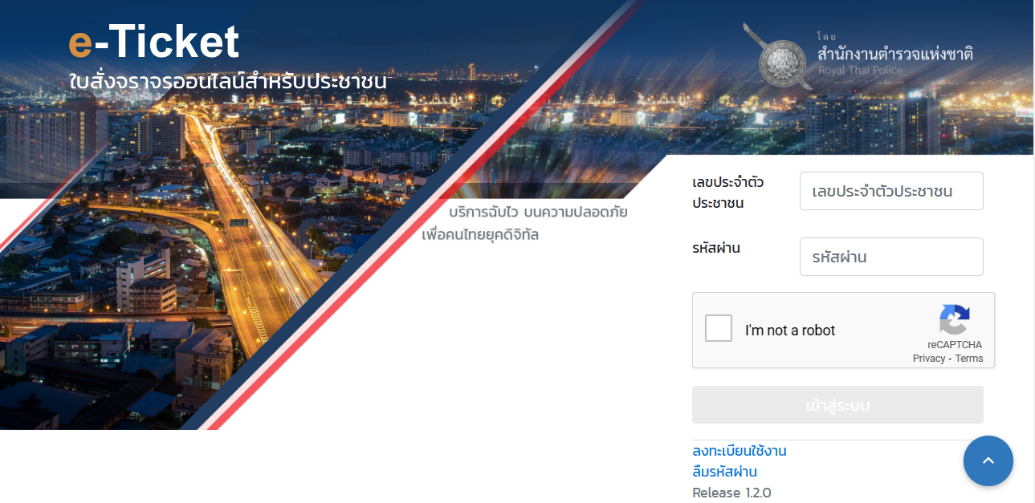 e-Ticket
ใบสั่งจราจรออนไลน์สำหรับประชาชน
โดย
สำนักงานตำรวจแห่งชาติ
Royal Thai Police
บริการฉับไว บนความปลอดภัย
เพื่อคนไทยยุคดิจิทัล
เลขประจำตัว
ประชาชน
เลขประจำตัวประชาชน
รหัสผ่าน
รหัสผ่าน
I'm not a robot
reCAPTCHA
Privacy - Terms
เข้าสู่ระบบ
ลงทะเบียนใช้งาน
ลืมรหัสผ่าน
Release 1.2.0